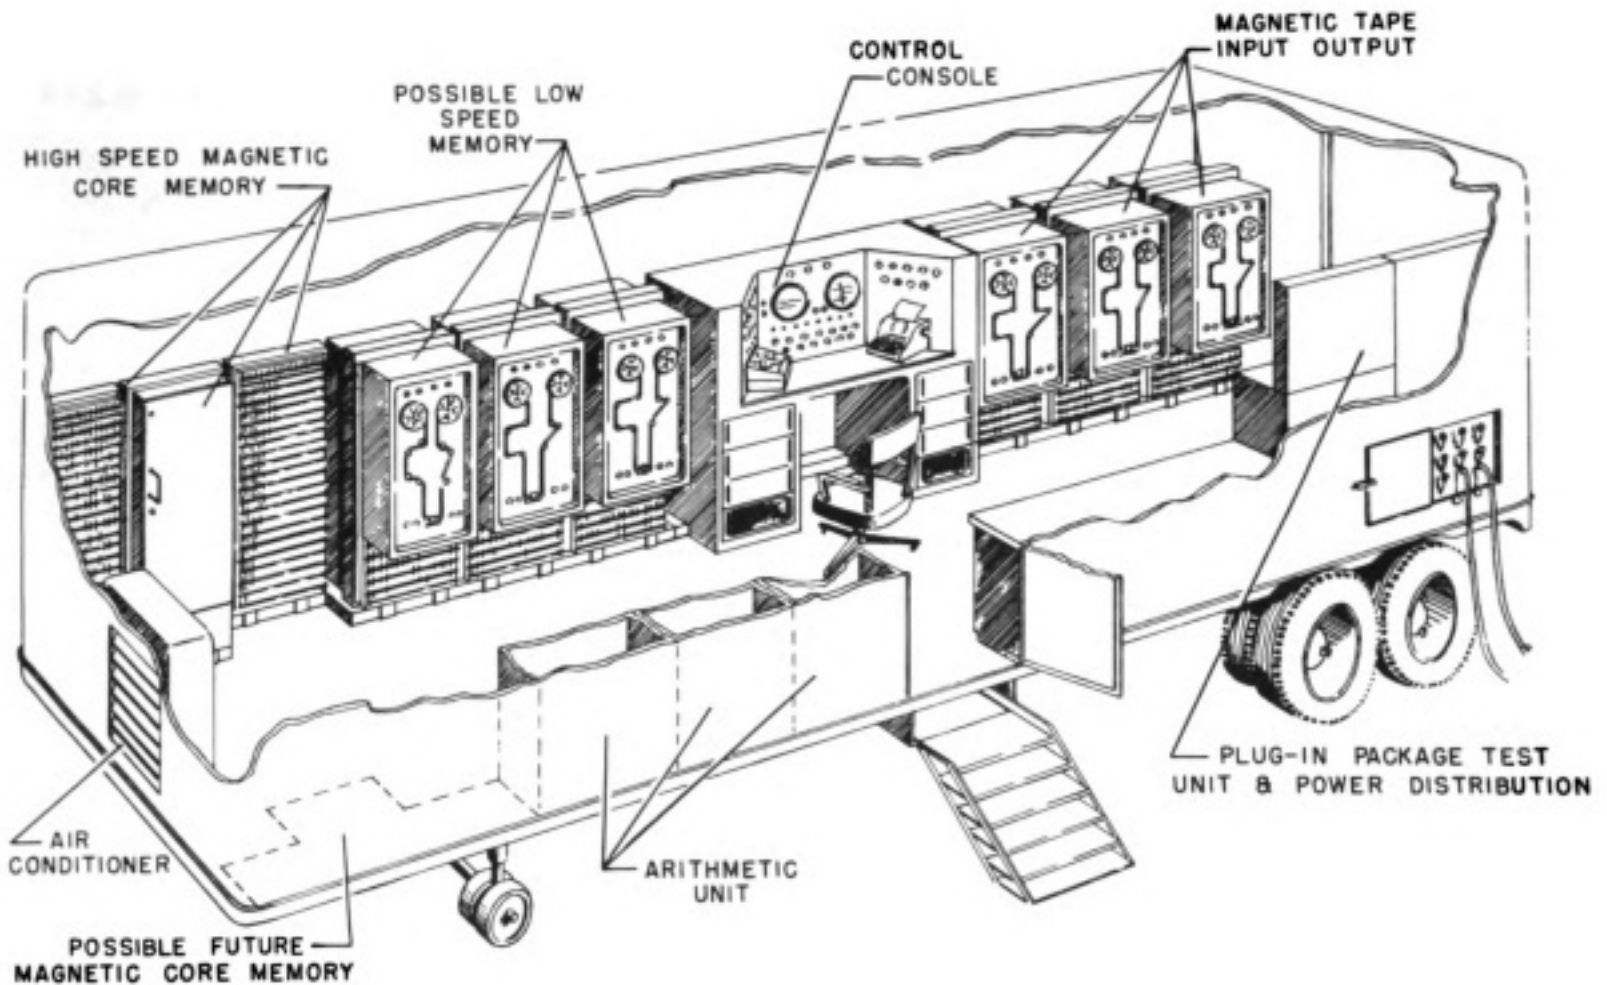 MAGNETIC TAPE
INPUT OUTPUT
CONTROL
CONSOLE
POSSIBLE LOW
SPEED
MEMORY
HIGH SPEED MAGNETIC
CORE MEMORY
PLUG-IN PACKAGE TEST
UNIT & POWER DISTRIBUTION
AIR
CONDITIONER
ARITHMETIC
UNIT
POSSIBLE FUTURE
MAGNETIC CORE MEMORY